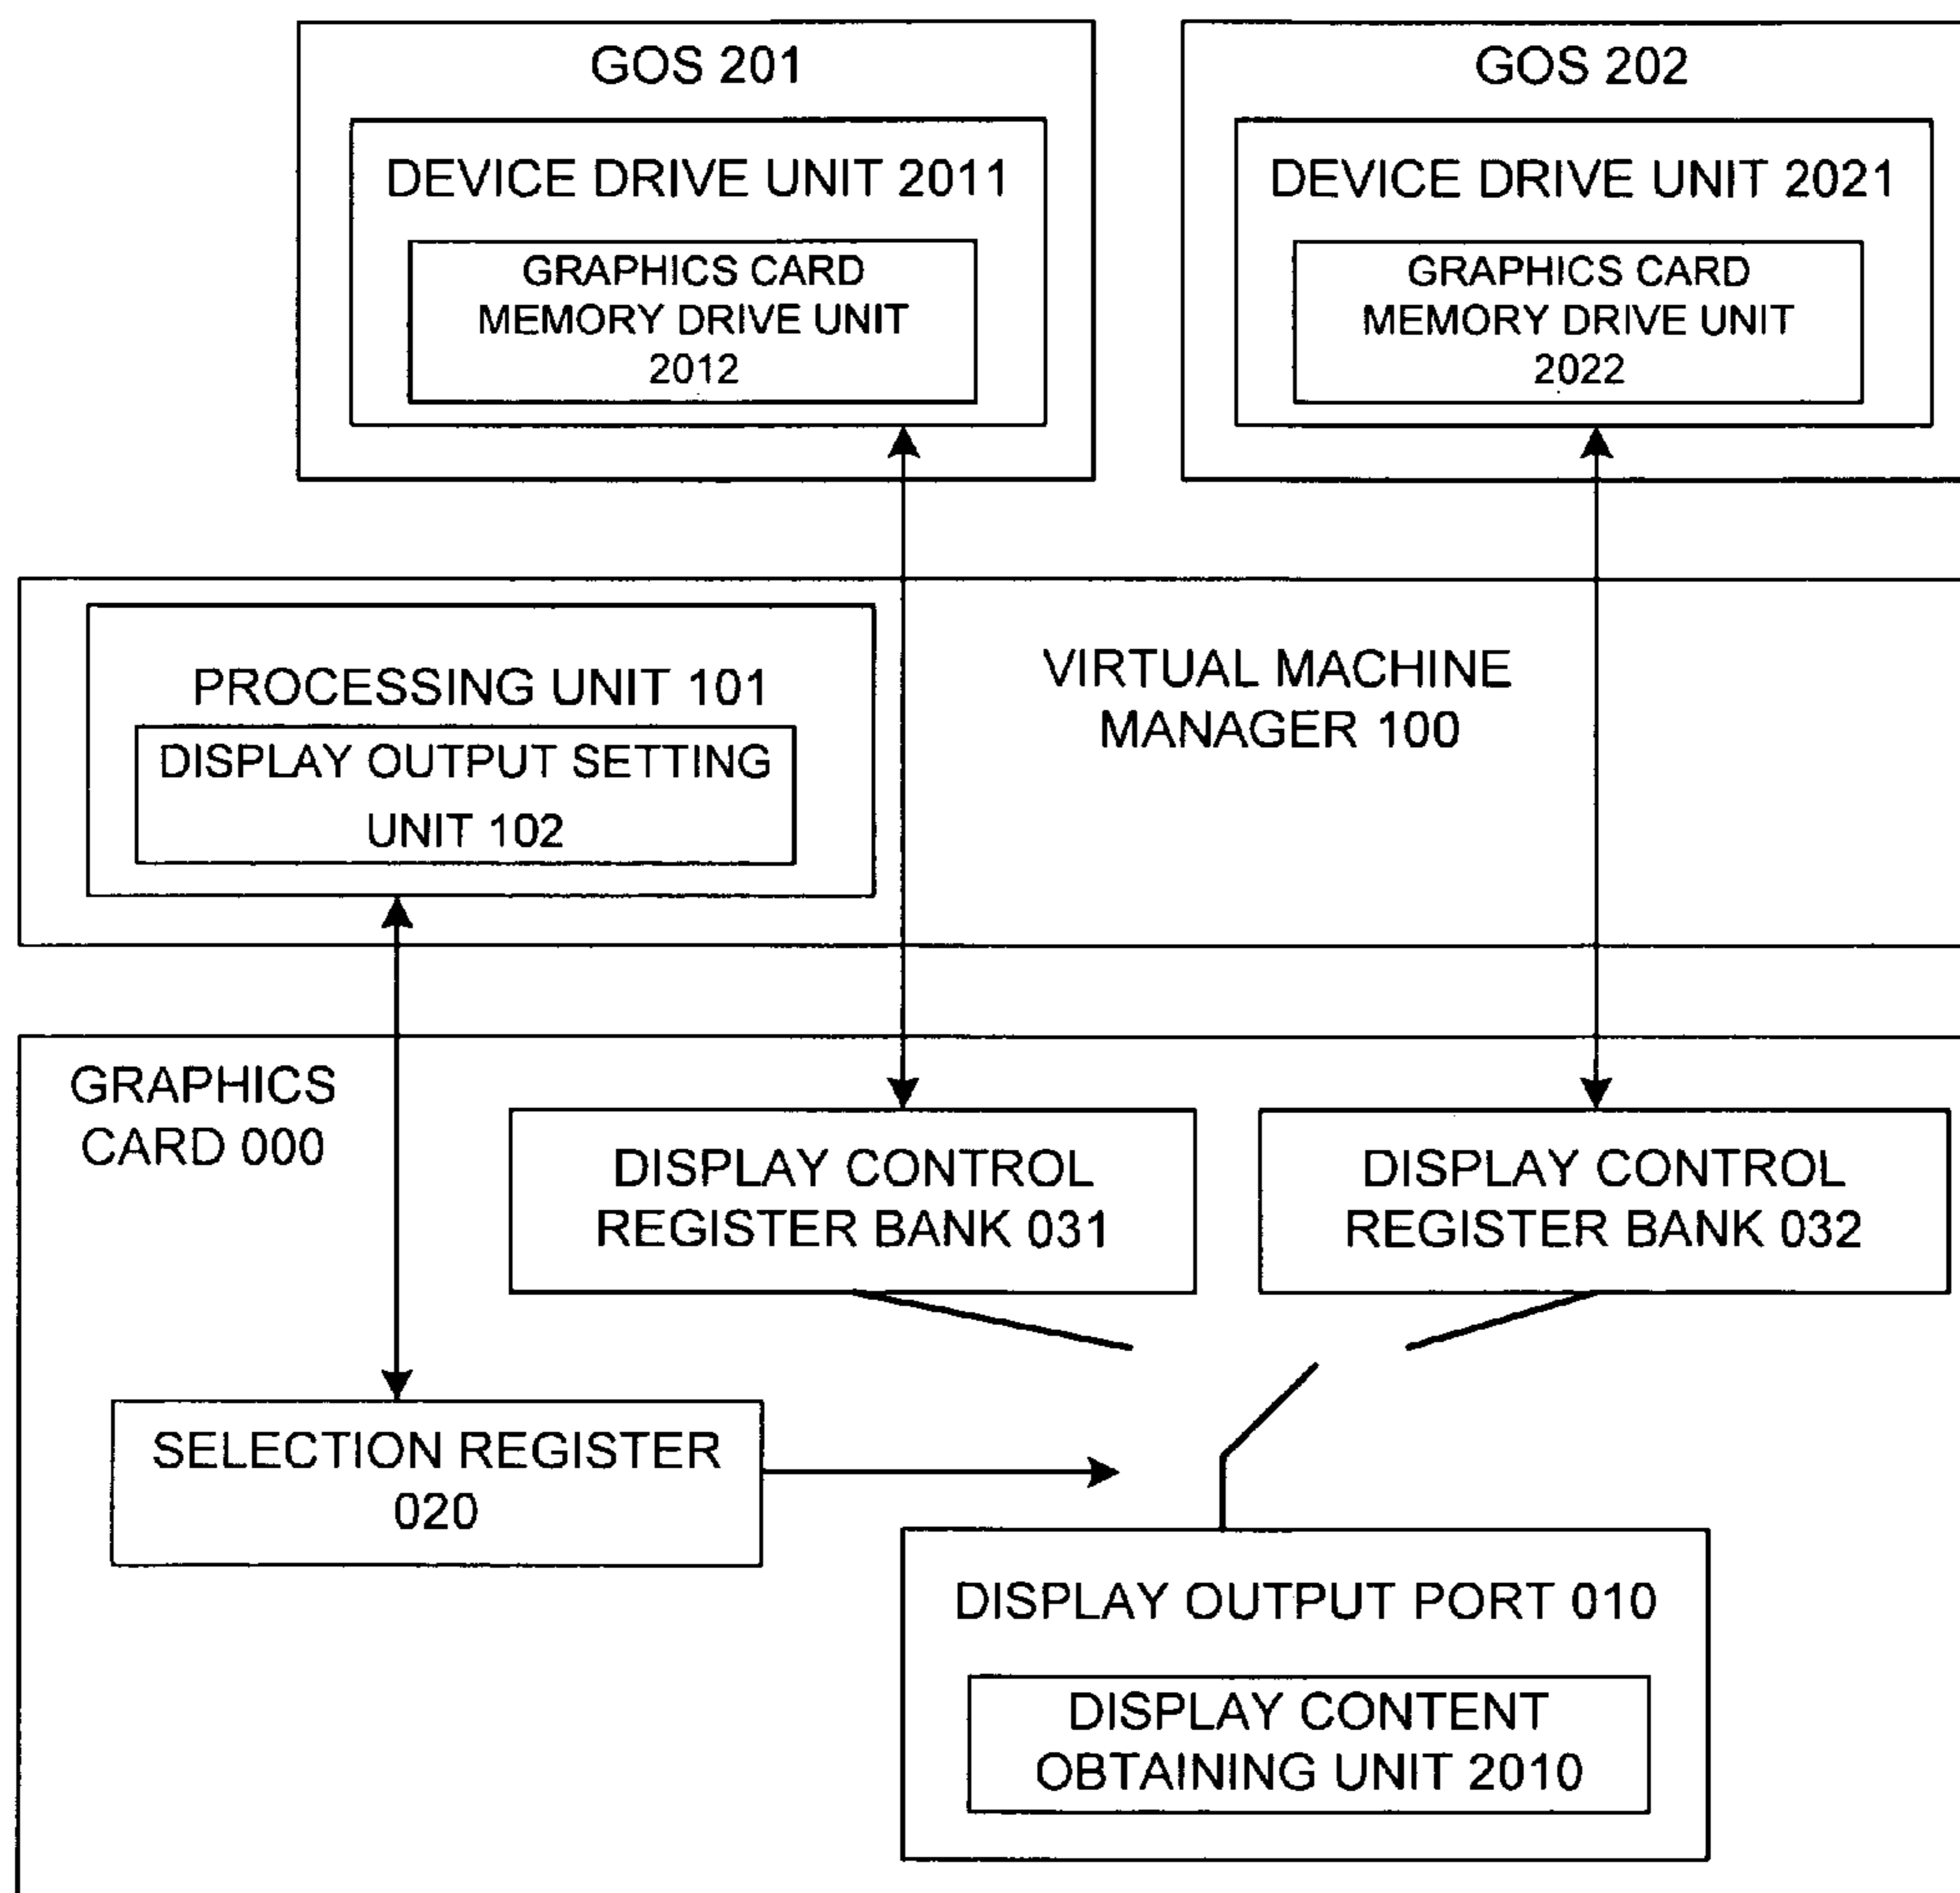 GOS 201
DEVICE DRIVE UNIT 2011
GRAPHICS CARD
MEMORY DRIVE UNIT
2012
GOS 202
DEVICE DRIVE UNIT 2021
GRAPHICS CARD
MEMORY DRIVE UNIT
2022
PROCESSING UNIT 101
DISPLAY OUTPUT SETTING
UNIT 102
VIRTUAL MACHINE
MANAGER 100
GRAPHICS
CARD 000
DISPLAY CONTROL
REGISTER BANK 031
DISPLAY CONTROL
REGISTER BANK 032
SELECTION REGISTER
020
DISPLAY OUTPUT PORT 010
DISPLAY CONTENT
OBTAINING UNIT 2010